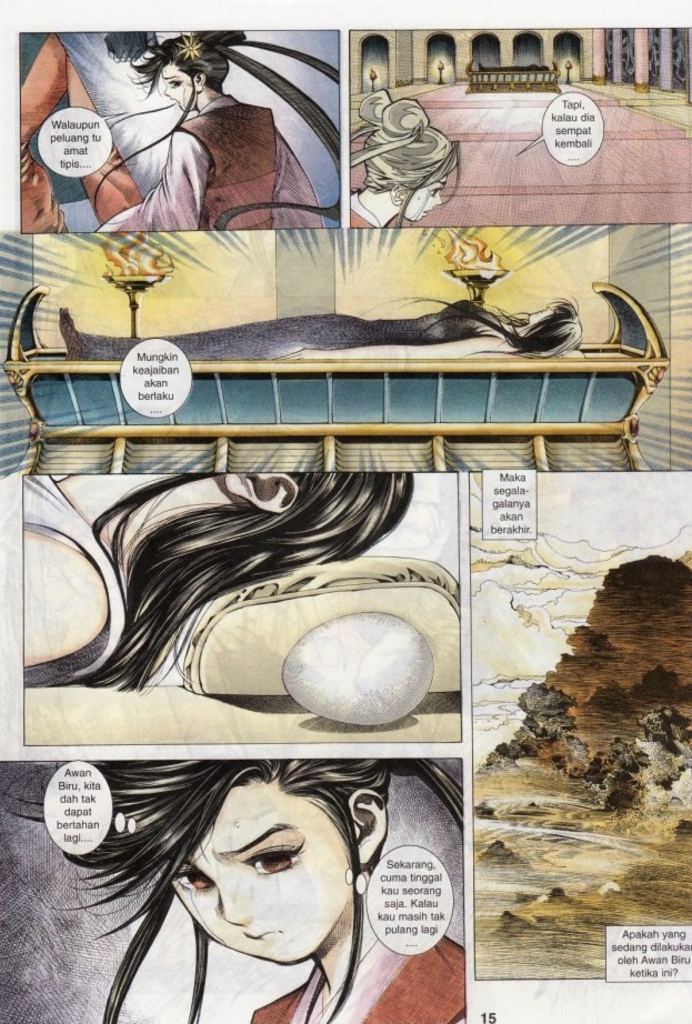 Walaupun
peluang tu
amat
tipis....
Tapi,
kalau dia
sempat
kembali
....
Mungkin
keajaiban
akan
berlaku
....
Maka
segala-
galanya
akan
berakhir.
Awan
Biru, kita
dah tak
dapat
bertahan
lagi....
Sekarang,
cuma tinggal
kau seorang
saja. Kalau
kau masih tak
pulang lagi
....
Apakah yang
sedang dilakukan
oleh Awan Biru
ketika ini?
15